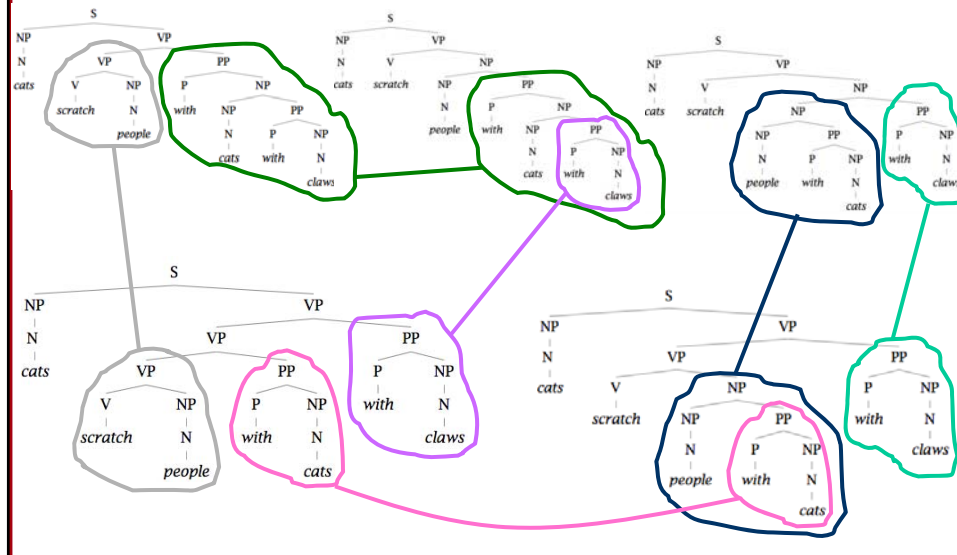 S
NP VP
N VP PP
cats V NP P NP
scratch N with NP PP
people N P NP
cats with N
claws
S
NP VP
N V NP
cats scratch NP PP
N P NP
people with NP PP
N P NP
cats with N
claws
S
NP VP
N V NP
cats scratch NP PP
NP PP P NP
N P NP with N
people with N claws
cats
S
NP VP
N VP PP
cats VP PP P NP
V NP P NP with N
scratch N with N claws
people cats
S
NP VP
N VP PP
cats V NP P NP
scratch NP PP with N
N P NP claws
people with N
cats